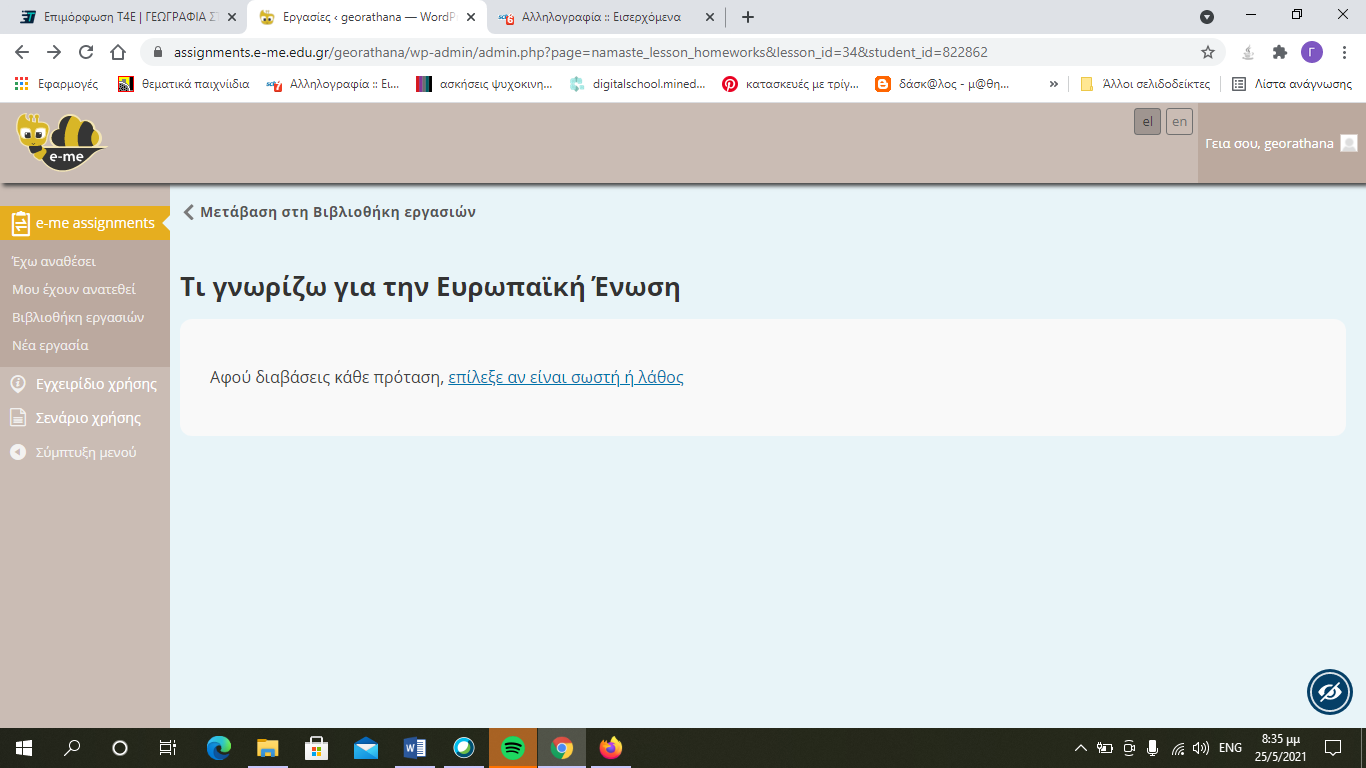 Επιμόρφωση T4E | ΓΕΩΓΡΑΦΙΑ ΣΤ
Εργασίες ‹ georathana — WordP
Αλληλογραφία :: Εισερχόμενα
assignments.e-me.edu.gr/georathana/wp-admin/admin.php?page=namaste_lesson_homeworks&lesson_id=34&student_id=822862
Γ
Εφαρμογές
θεματικά παιχνίιδια
Αλληλογραφία :: Ει...
ασκήσεις ψυχοκινη...
digitalschool.mined...
κατασκευές με τρίγ...
δάσκ@λος - μ@θη...
»
Άλλοι σελιδοδείκτες
Λίστα ανάγνωσης
e-me
el
en
Γεια σου, georathana
e-me assignments
Έχω αναθέσει
Μου έχουν ανατεθεί
Βιβλιοθήκη εργασιών
Νέα εργασία
Εγχειρίδιο χρήσης
Σενάριο χρήσης
Σύμπτυξη μενού
Μετάβαση στη Βιβλιοθήκη εργασιών
Τι γνωρίζω για την Ευρωπαϊκή Ένωση
Αφού διαβάσεις κάθε πρόταση, επίλεξε αν είναι σωστή ή λάθος
ENG
8:35 μμ
25/5/2021